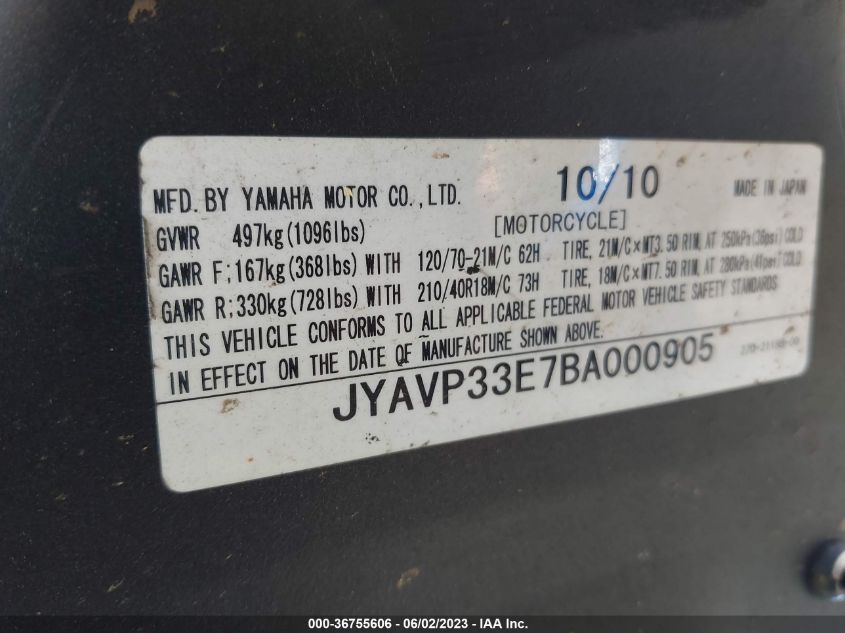 MFD. BY YAMAHA MOTOR CO., LTD. 10/10 MADE IN JAPAN
GVWR 497kg(1096lbs) [MOTORCYCLE]
GAWR F:167kg(368lbs) WITH 120/70-21M/C 62H TIRE, 21M/C×MT3.50 RIM, AT 250kPa(36psi) COLD
GAWR R:330kg(728lbs) WITH 210/40R18M/C 73H TIRE, 18M/C×MT7.50 RIM, AT 280kPa(41psi) COLD
THIS VEHICLE CONFORMS TO ALL APPLICABLE FEDERAL MOTOR VEHICLE SAFETY STANDARDS
IN EFFECT ON THE DATE OF MANUFACTURE SHOWN ABOVE.
JYAVP33E7BA000905
000-36755606 - 06/02/2023 - IAA Inc.